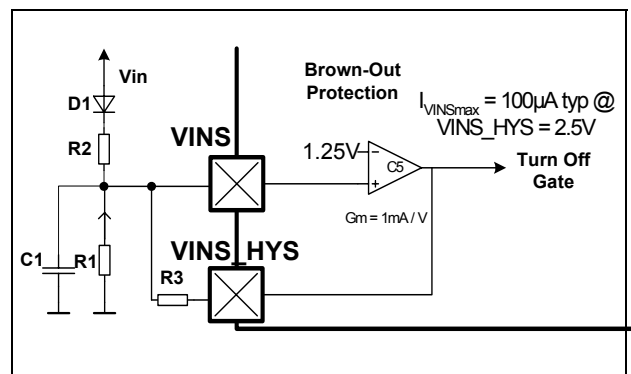 Vin
D1
R2
VINS
Brown-Out
Protection
I VINSmax = 100µA typ @
VINS_HYS = 2.5V
1.25V
C5
Turn Off
Gate
Gm = 1mA / V
VINS_HYS
C1
R1
R3